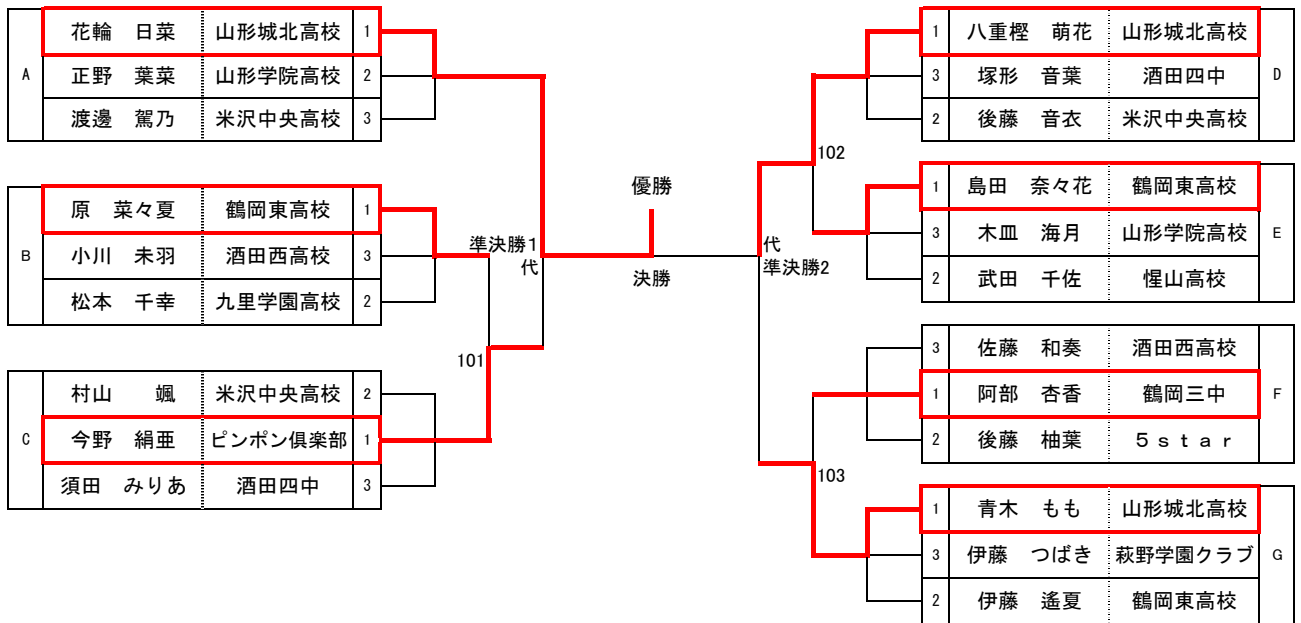 A
花輪　日菜 山形城北高校 1
正野　葉菜 山形学院高校 2
渡邊　駕乃 米沢中央高校 3
B
原　菜々夏 鶴岡東高校 1
小川　未羽 酒田西高校 3
松本　千幸 九里学園高校 2
C
村山　颯 米沢中央高校 2
今野　絹亜 ピンポン倶楽部 1
須田　みりあ 酒田四中 3
準決勝1
代
101
優勝
決勝
代
準決勝2
102
103
1 八重樫　萌花 山形城北高校
3 塚形　音葉 酒田四中
2 後藤　音衣 米沢中央高校
D
1 島田　奈々花 鶴岡東高校
3 木皿　海月 山形学院高校
2 武田　千佐 惺山高校
E
3 佐藤　和奏 酒田西高校
1 阿部　杏香 鶴岡三中
2 後藤　柚葉 ５ｓｔａｒ
F
1 青木　もも 山形城北高校
3 伊藤　つばき 萩野学園クラブ
2 伊藤　遙夏 鶴岡東高校
G